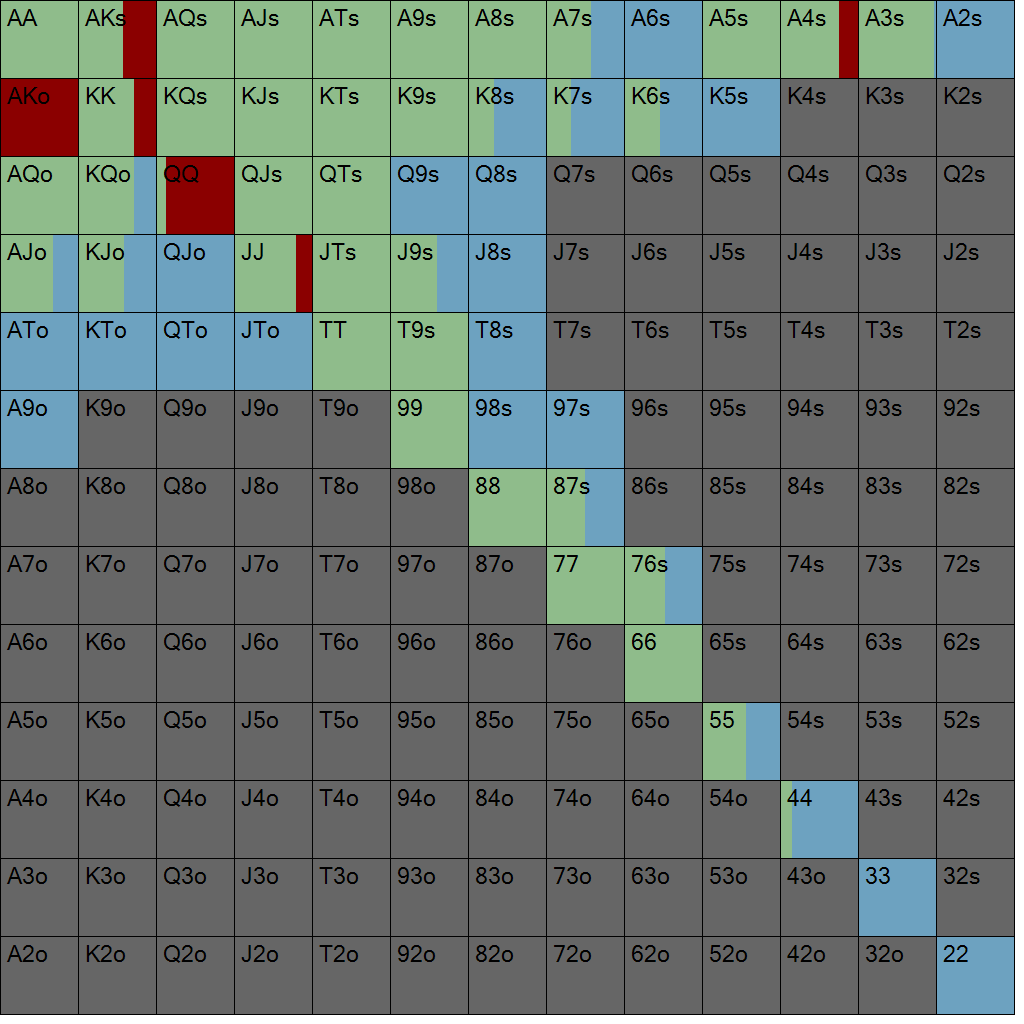 AA AKs AQs AJs ATs A9s A8s A7s A6s A5s A4s A3s A2s
AKo KK KQs KJs KTs K9s K8s K7s K6s K5s K4s K3s K2s
AQo KQo QQ QJs QTs Q9s Q8s Q7s Q6s Q5s Q4s Q3s Q2s
AJo KJo QJo JJ JTs J9s J8s J7s J6s J5s J4s J3s J2s
ATo KTo QTo JTo TT T9s T8s T7s T6s T5s T4s T3s T2s
A9o K9o Q9o J9o T9o 99 98s 97s 96s 95s 94s 93s 92s
A8o K8o Q8o J8o T8o 98o 88 87s 86s 85s 84s 83s 82s
A7o K7o Q7o J7o T7o 97o 87o 77 76s 75s 74s 73s 72s
A6o K6o Q6o J6o T6o 96o 86o 76o 66 65s 64s 63s 62s
A5o K5o Q5o J5o T5o 95o 85o 75o 65o 55 54s 53s 52s
A4o K4o Q4o J4o T4o 94o 84o 74o 64o 54o 44 43s 42s
A3o K3o Q3o J3o T3o 93o 83o 73o 63o 53o 43o 33 32s
A2o K2o Q2o J2o T2o 92o 82o 72o 62o 52o 42o 32o 22